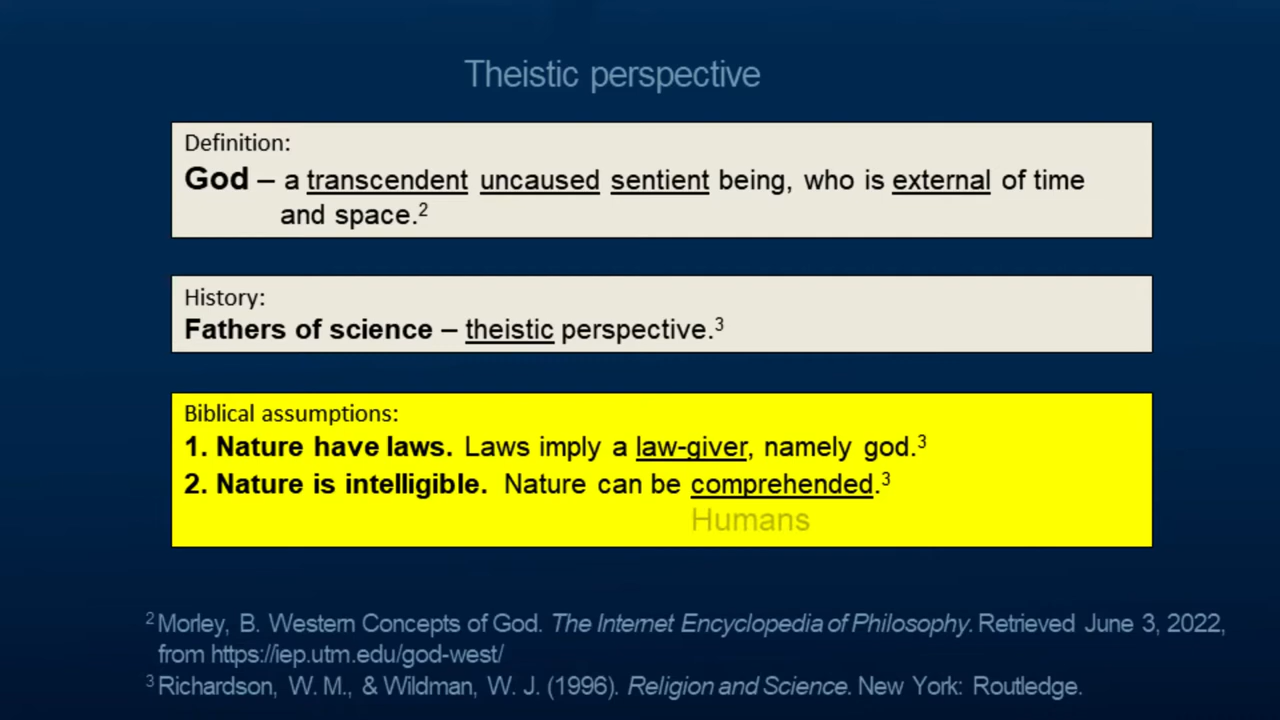 Theistic perspective
Definition:
God – a transcendent uncaused sentient being, who is external of time
and space.2
History:
Fathers of science – theistic perspective.3
Biblical assumptions:
1. Nature have laws. Laws imply a law-giver, namely god.3
2. Nature is intelligible. Nature can be comprehended.3
Humans
2 Morley, B. Western Concepts of God. The Internet Encyclopedia of Philosophy. Retrieved June 3, 2022,
from https://iep.utm.edu/god-west/
3 Richardson, W. M., & Wildman, W. J. (1996). Religion and Science. New York: Routledge.